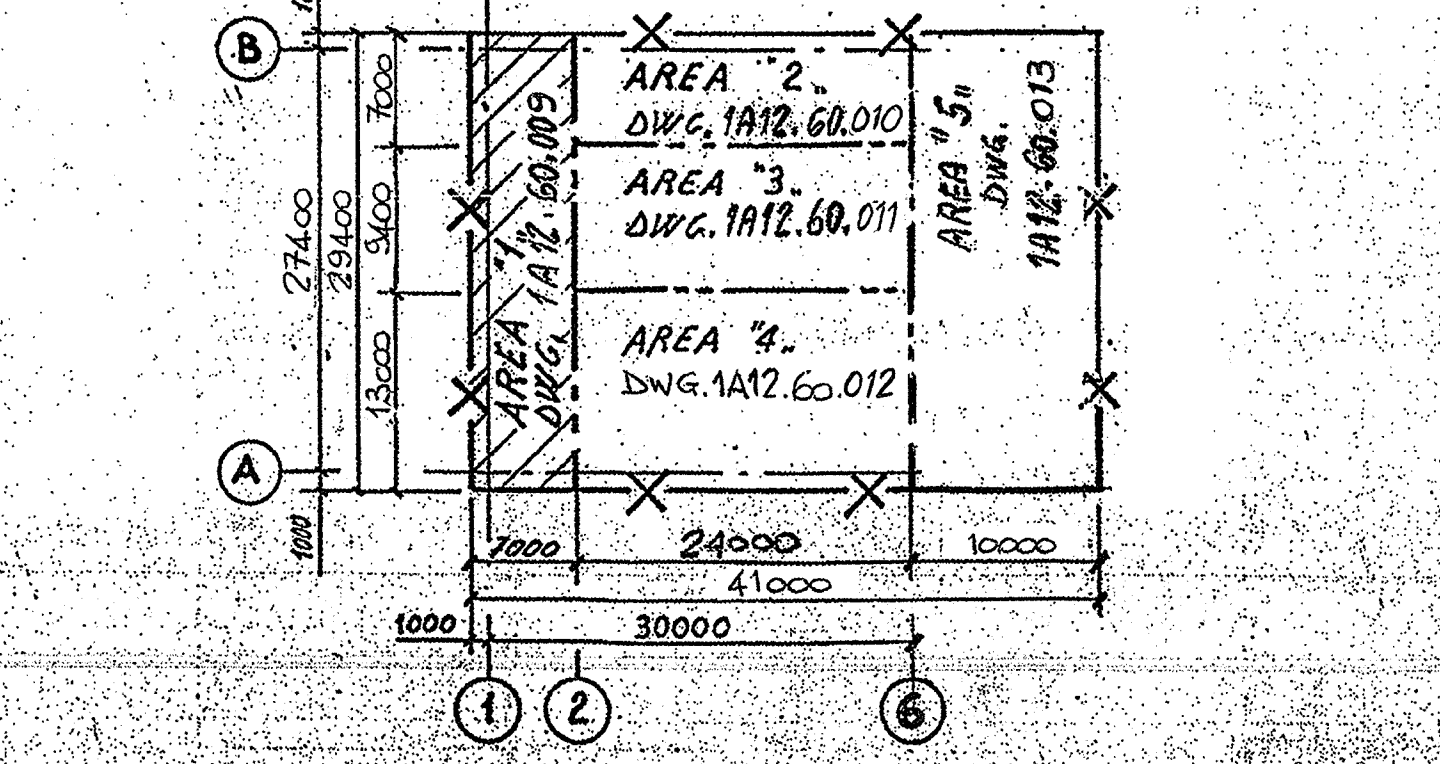 B
7000
9400
13000
27400
29400
A
1000
AREA "1"
DWG. 1A12.60.009
AREA "2"
DWG.1A12.60.010
AREA "3"
DWG.1A12.60.011
AREA "4"
DWG.1A12.60.012
AREA "5"
DWG.
1A12.60.013
7000
24000
10000
41000
1000
30000
1
2
6